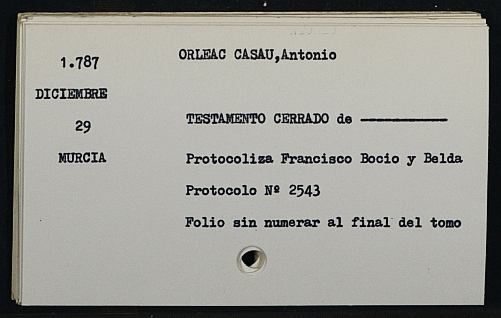 1.787
DICIEMBRE
29
MURCIA
ORLEAC CASAU,Antonio
TESTAMENTO CERRADO de ----------
Protocoliza Francisco Bocio y Belda
Protocolo Nº 2543
Folio sin numerar al final del tomo